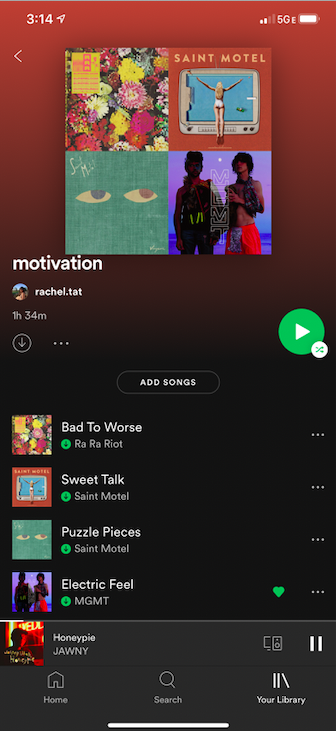 3:14
5GE
SAINT MOTEL
motivation
rachel.tat
1h 34m
ADD SONGS
Bad To Worse
Ra Ra Riot
Sweet Talk
Saint Motel
Puzzle Pieces
Saint Motel
Electric Feel
MGMT
Honeypie
JAWNY
Home
Search
Your Library